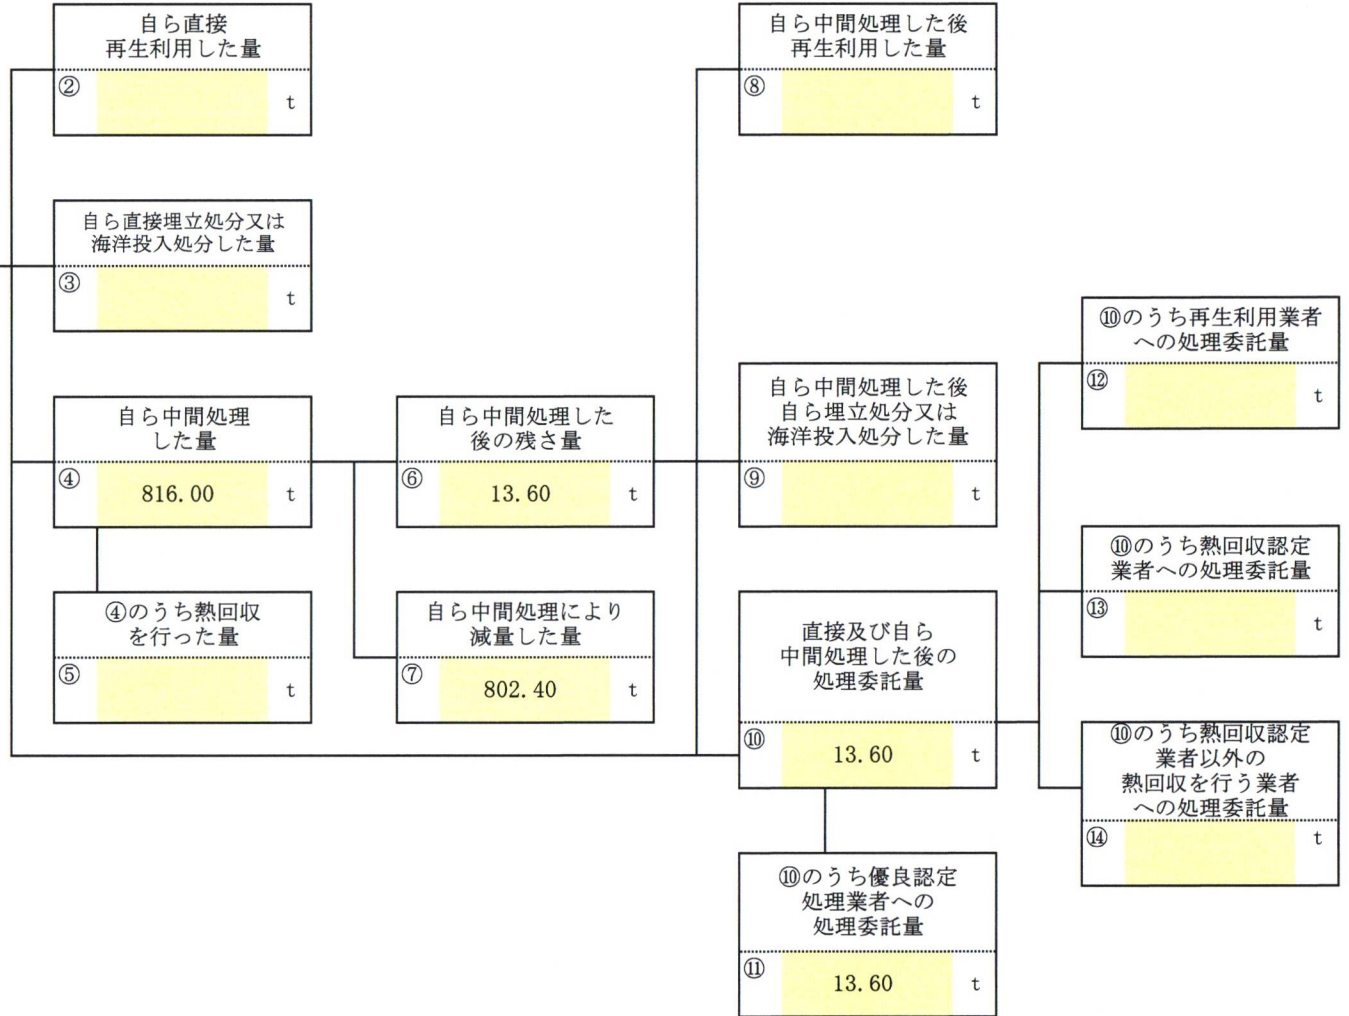 自ら直接
再生利用した量
②
t
自ら中間処理した後
再生利用した量
⑧
t
自ら直接埋立処分又は
海洋投入処分した量
③
t
⑩のうち再生利用業者
への処理委託量
⑫
t
自ら中間処理
した量
④ 816.00 t
自ら中間処理した
後の残さ量
⑥ 13.60 t
自ら中間処理した後
自ら埋立処分又は
海洋投入処分した量
⑨
t
⑩のうち熱回収認定
業者への処理委託量
⑬
t
④のうち熱回収
を行った量
⑤
t
自ら中間処理により
減量した量
⑦ 802.40 t
直接及び自ら
中間処理した後の
処理委託量
⑩ 13.60 t
⑩のうち熱回収認定
業者以外の
熱回収を行う業者
への処理委託量
⑭
t
⑩のうち優良認定
処理業者への
処理委託量
⑪ 13.60 t